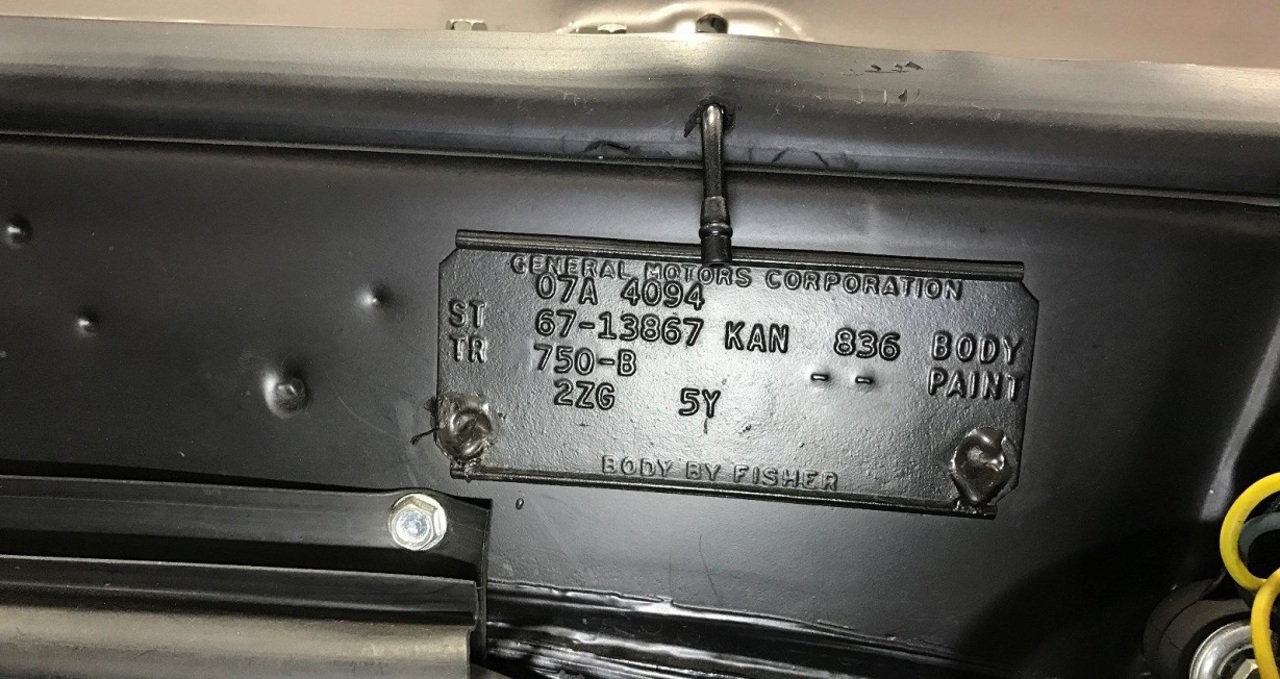 GENERAL MOTORS CORPORATION
07A 4094
ST 67-13867 KAN 836 BODY
TR 750-B - - PAINT
2ZG 5Y
BODY BY FISHER